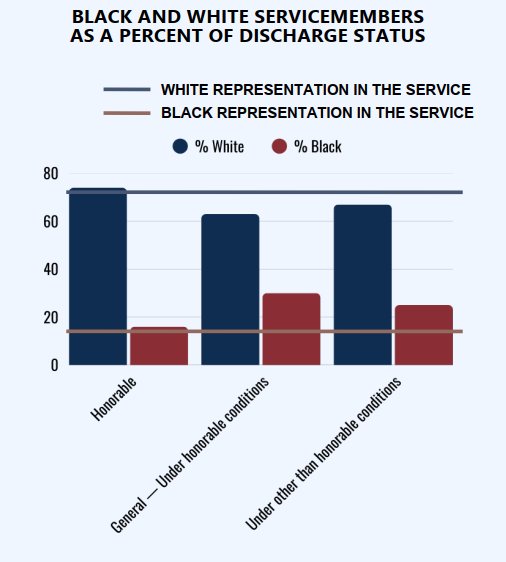 BLACK AND WHITE SERVICEMEMBERS
AS A PERCENT OF DISCHARGE STATUS
WHITE REPRESENTATION IN THE SERVICE
BLACK REPRESENTATION IN THE SERVICE
% White % Black
80
60
40
20
0
Honorable
General — Under honorable conditions
Under other than honorable conditions